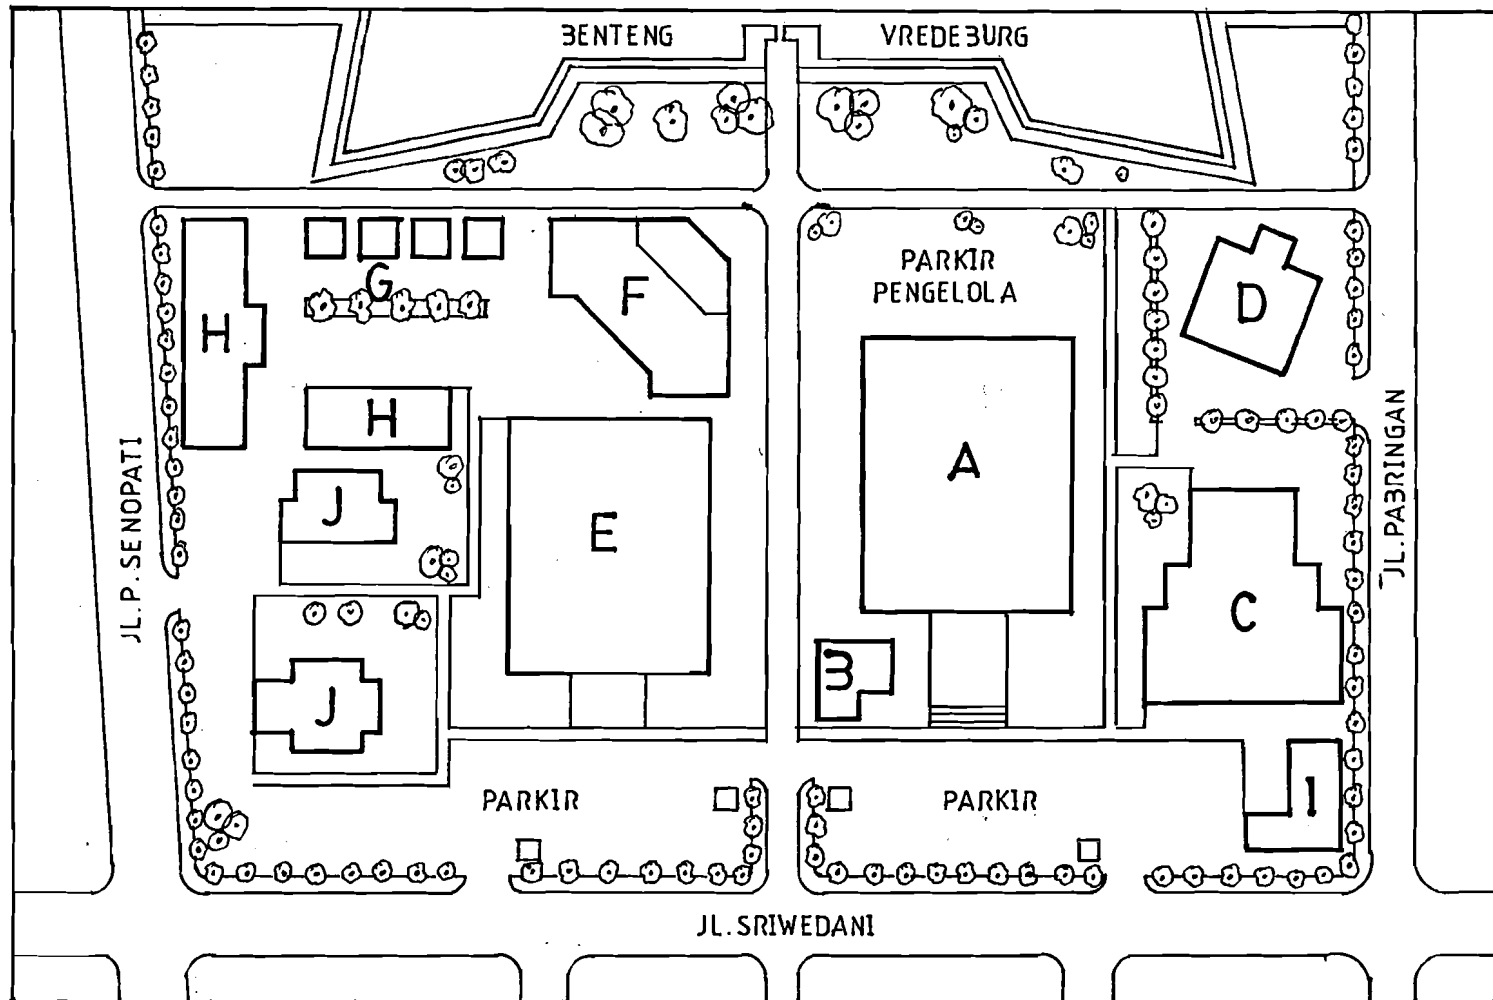 BENTENG
VREDEBURG
PARKIR
PENGELOLA
G
F
D
H
H
A
J
E
JL.P.SENOPATI
JL.PABRINGAN
C
B
J
PARKIR
PARKIR
I
JL.SRIWEDANI